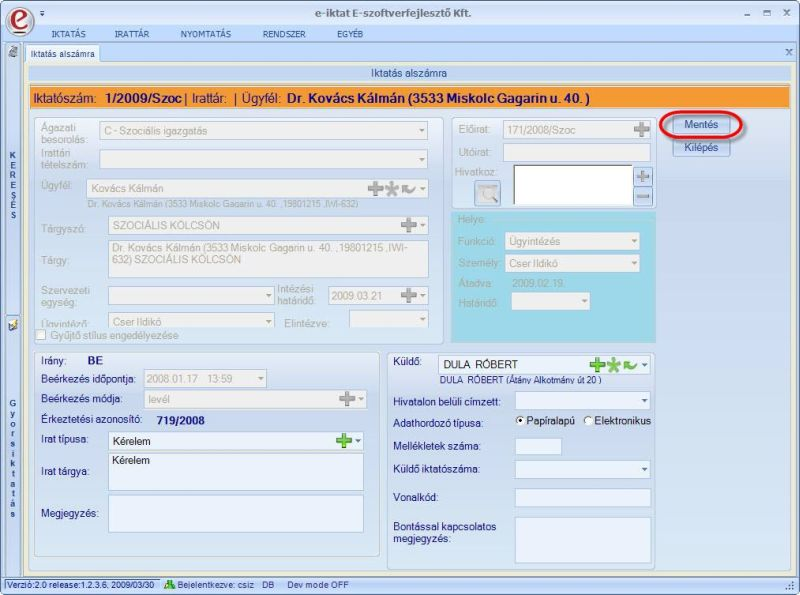 e-iktat E-szoftverfejlesztő Kft.
IKTATÁS IRATTÁR NYOMTATÁS RENDSZER EGYÉB
Iktatás alszámra
Iktatás alszámra
Iktatószám: 1/2009/Szoc | Irattár: | Ügyfél: Dr. Kovács Kálmán (3533 Miskolc Gagarin u. 40. )
KERESÉS
Gyorsiktatás
Ágazati besorolás: C - Szociális igazgatás
Irattári tételszám:
Ügyfél: Kovács Kálmán
Dr. Kovács Kálmán (3533 Miskolc Gagarin u. 40. ,19801215 ,IWI-632)
Tárgyszó: SZOCIÁLIS KÖLCSÖN
Tárgy: Dr. Kovács Kálmán (3533 Miskolc Gagarin u. 40. ,19801215 ,IWI-
632) SZOCIÁLIS KÖLCSÖN
Szervezeti egység:
Intézési határidő: 2009.03.21
Ügyintéző: Cser Ildikó
Elintézve:
Gyűjtő stílus engedélyezése
Előirat: 171/2008/Szoc
Utóirat:
Hivatkoz:
Mentés
Kilépés
Helye:
Funkció: Ügyintézés
Személy: Cser Ildikó
Átadva: 2009.02.19.
Határidő:
Irány: BE
Beérkezés időpontja: 2008.01.17 13:59
Beérkezés módja: levél
Érkeztetési azonosító: 719/2008
Irat típusa: Kérelem
Irat tárgya: Kérelem
Megjegyzés:
Küldő: DULA RÓBERT
DULA RÓBERT (Átány Alkotmány út 20 )
Hivatalon belüli címzett:
Adathordozó típusa: Papíralapú Elektronikus
Mellékletek száma:
Küldő iktatószáma:
Vonalkód:
Bontással kapcsolatos
megjegyzés:
Verzió:2.0 release:1.2.3.6, 2009/03/30 Bejelentkezve: csiz DB Dev mode OFF